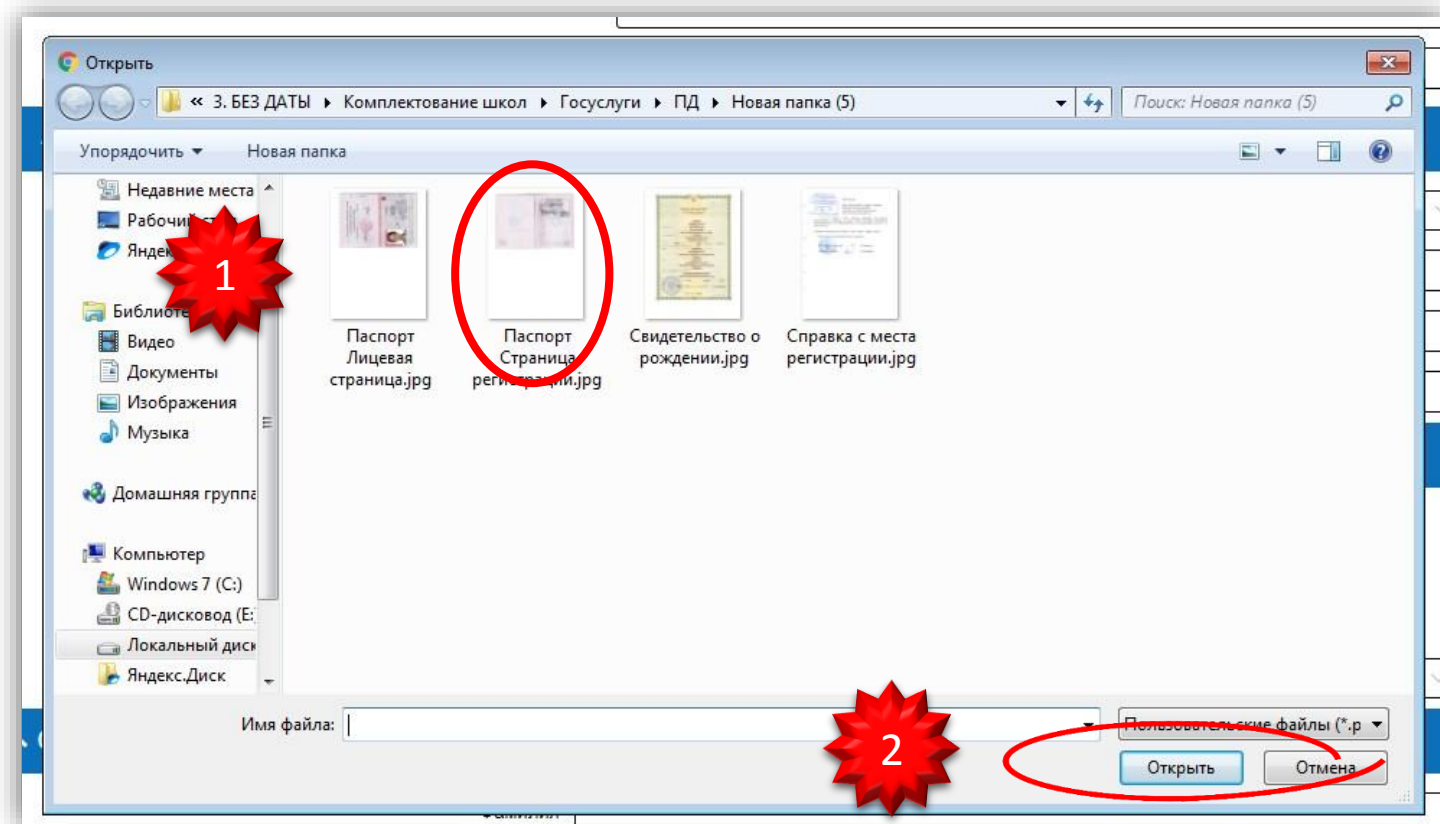 Открыть
« 3. БЕЗ ДАТЫ ▸ Комплектование школ ▸ Госуслуги ▸ ПД ▸ Новая папка (5)
Поиск: Новая папка (5)
Упорядочить ▾ Новая папка
Недавние места
Рабочий
Яндек
1
Библиоте
Видео
Документы
Изображения
Музыка
Домашняя группа
Компьютер
Windows 7 (C:)
CD-дисковод (E:
Локальный диск
Яндекс.Диск
Паспорт
Лицевая
страница.jpg
Паспорт
Страница
регистрации.jpg
Свидетельство о
рождении.jpg
Справка с места
регистрации.jpg
Имя файла:
2
Пользовательские файлы (*.p
Открыть
Отмена